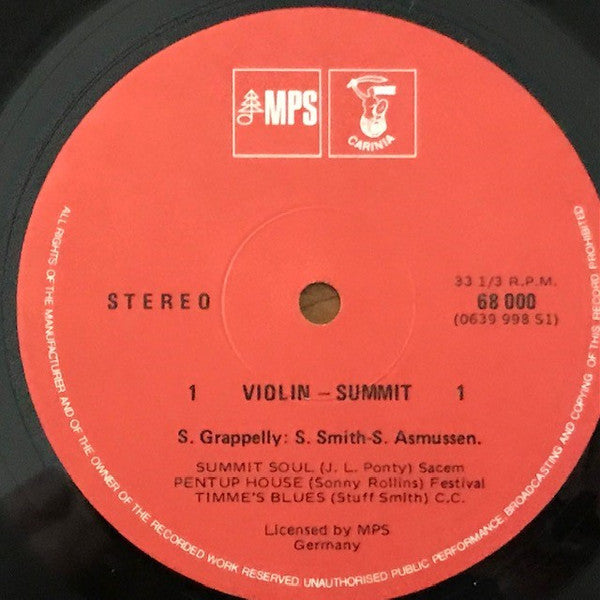 MPS
CARINIA
STEREO
33 1/3 R.P.M.
68 000
(0639 998 S1)
1 VIOLIN – SUMMIT 1
S. Grappelly: S. Smith-S. Asmussen.
SUMMIT SOUL (J. L. Ponty) Sacem
PENTUP HOUSE (Sonny Rollins) Festival
TIMME'S BLUES (Stuff Smith) C.C.
Licensed by MPS
Germany
ALL RIGHTS OF THE MANUFACTURER AND OF THE OWNER OF THE RECORDED WORK RESERVED. UNAUTHORISED PUBLIC PERFORMANCE, BROADCASTING AND COPYING OF THIS RECORD PROHIBITED